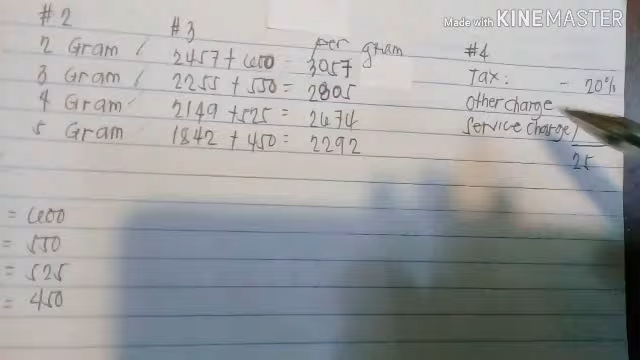 Made with KINEMASTER
#2 #3 per gram #4
2 Gram / 2457 + 600 = 3057
3 Gram / 2255 + 550 = 2805
4 Gram 2149 + 525 = 2674
5 Gram 1842 + 450 = 2292
Tax: - 20%
Other charge
Service charge /
25
= 600
= 550
= 525
= 450